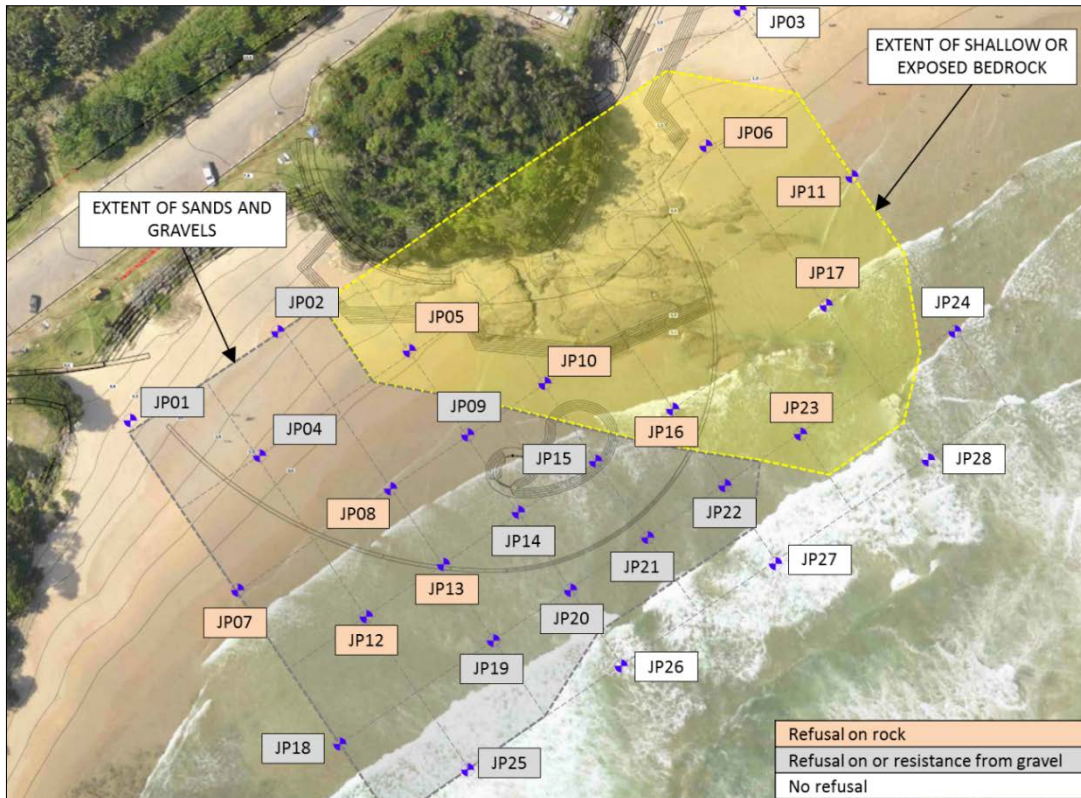 JP03
EXTENT OF SHALLOW OR
EXPOSED BEDROCK
JP06
JP11
EXTENT OF SANDS AND
GRAVELS
JP17
JP02
JP05
JP24
JP10
JP01
JP09
JP04
JP16
JP23
JP15
JP28
JP08
JP22
JP14
JP21
JP27
JP13
JP20
JP07
JP12
JP19
JP26
JP18
JP25
Refusal on rock
Refusal on or resistance from gravel
No refusal